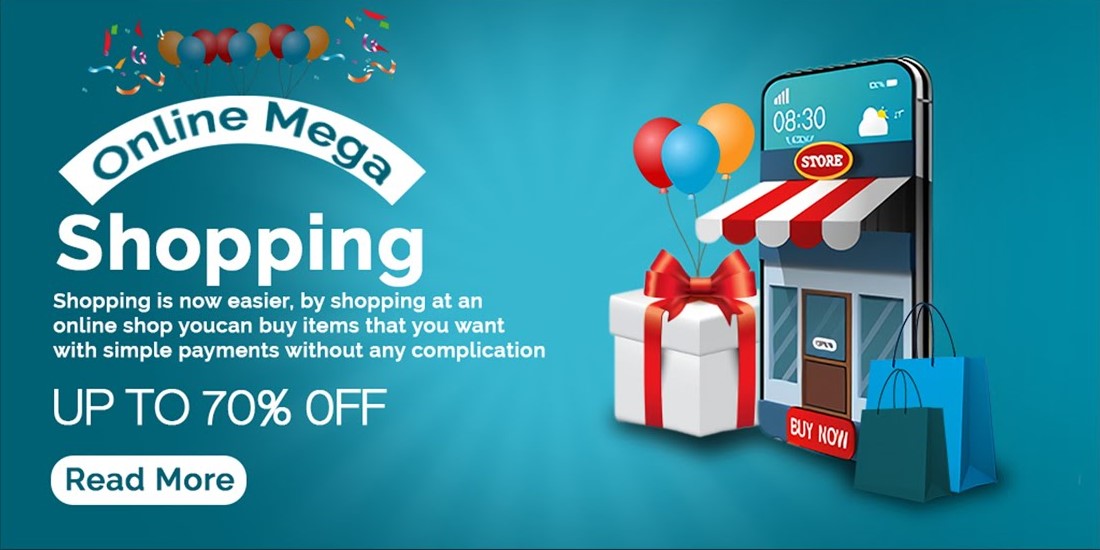 Online Mega
Shopping
Shopping is now easier, by shopping at an
online shop youcan buy items that you want
with simple payments without any complication
UP TO 70% OFF
Read More
08:30
STORE
OPEN
BUY NOW